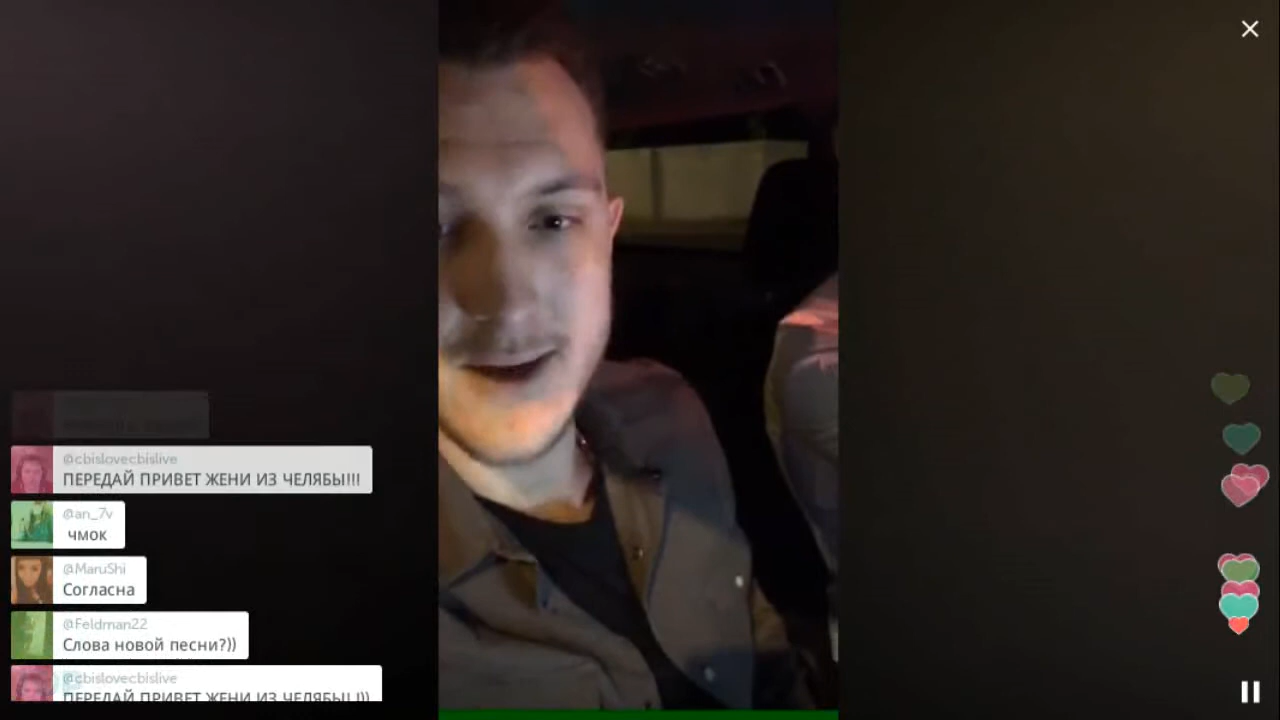 @cbislovecbislive
ПЕРЕДАЙ ПРИВЕТ ЖЕНИ ИЗ ЧЕЛЯБЫ!!!
@an_7v
чмок
@MaruShi
Согласна
@Feldman22
Слова новой песни?))
@cbislovecbislive
ПЕРЕДАЙ ПРИВЕТ ЖЕНИ ИЗ ЧЕЛЯБЫ!!